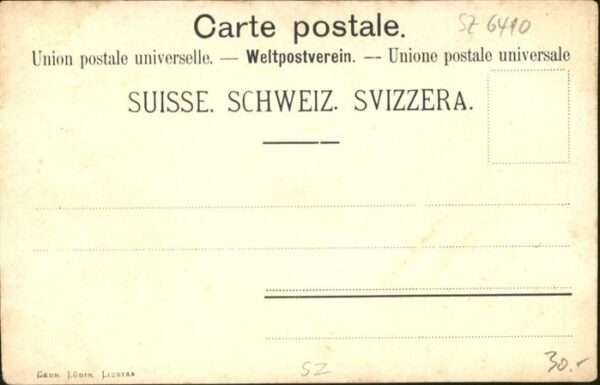 Carte postale.
SZ 6410
Union postale universelle. — Weltpostverein. — Unione postale universale
SUISSE. SCHWEIZ. SVIZZERA.
SZ
30.-